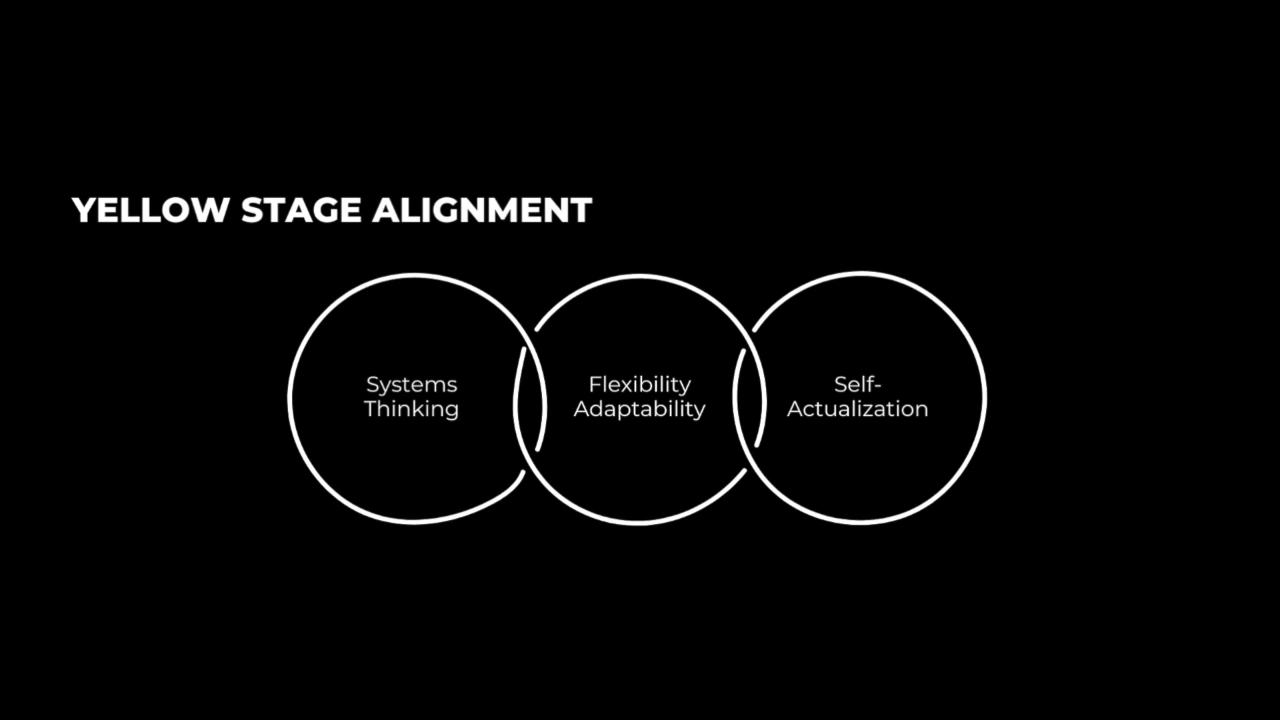 YELLOW STAGE ALIGNMENT
Systems
Thinking
Flexibility
Adaptability
Self-
Actualization